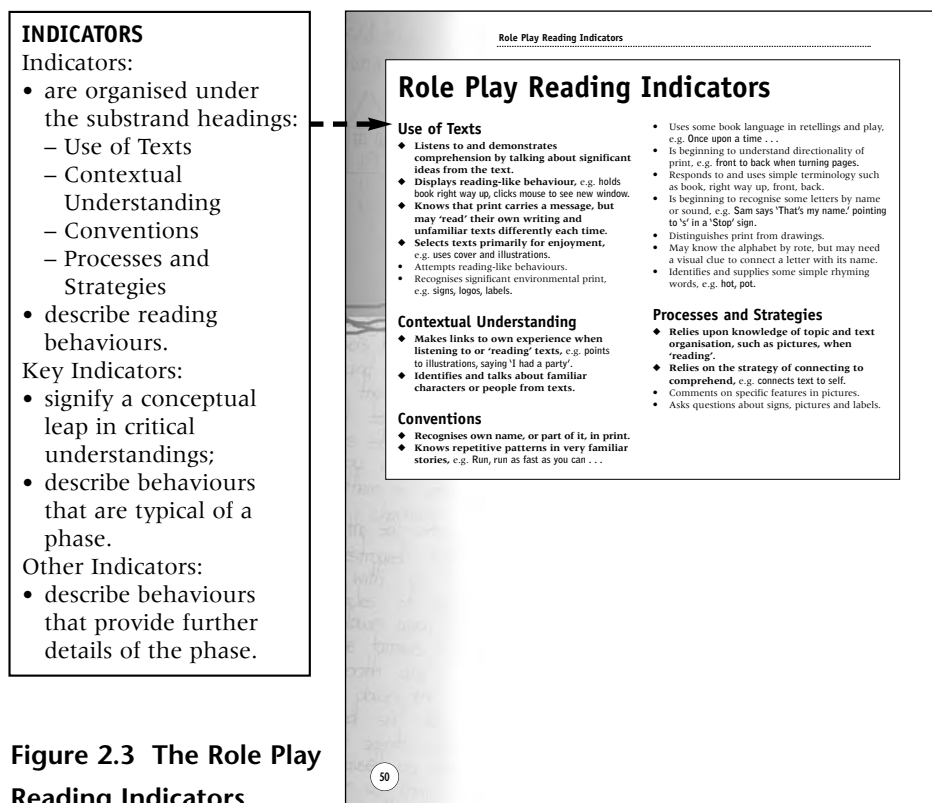 INDICATORS
Indicators:
• are organised under
the substrand headings:
– Use of Texts
– Contextual
Understanding
– Conventions
– Processes and
Strategies
• describe reading
behaviours.
Key Indicators:
• signify a conceptual
leap in critical
understandings;
• describe behaviours
that are typical of a
phase.
Other Indicators:
• describe behaviours
that provide further
details of the phase.
Figure 2.3 The Role Play
Reading Indicators
Role Play Reading Indicators
Role Play Reading Indicators
Use of Texts
◆ Listens to and demonstrates
comprehension by talking about significant
ideas from the text.
◆ Displays reading-like behaviour, e.g. holds
book right way up, clicks mouse to see new window.
◆ Knows that print carries a message, but
may ‘read’ their own writing and
unfamiliar texts differently each time.
◆ Selects texts primarily for enjoyment,
e.g. uses cover and illustrations.
• Attempts reading-like behaviours.
• Recognises significant environmental print,
e.g. signs, logos, labels.
Contextual Understanding
◆ Makes links to own experience when
listening to or ‘reading’ texts, e.g. points
to illustrations, saying ‘I had a party’.
◆ Identifies and talks about familiar
characters or people from texts.
Conventions
◆ Recognises own name, or part of it, in print.
◆ Knows repetitive patterns in very familiar
stories, e.g. Run, run as fast as you can . . .
• Uses some book language in retellings and play,
e.g. Once upon a time . . .
• Is beginning to understand directionality of
print, e.g. front to back when turning pages.
• Responds to and uses simple terminology such
as book, right way up, front, back.
• Is beginning to recognise some letters by name
or sound, e.g. Sam says ‘That’s my name.’ pointing
to ‘s’ in a ‘Stop’ sign.
• Distinguishes print from drawings.
• May know the alphabet by rote, but may need
a visual clue to connect a letter with its name.
• Identifies and supplies some simple rhyming
words, e.g. hot, pot.
Processes and Strategies
◆ Relies upon knowledge of topic and text
organisation, such as pictures, when
‘reading’.
◆ Relies on the strategy of connecting to
comprehend, e.g. connects text to self.
• Comments on specific features in pictures.
• Asks questions about signs, pictures and labels.
50